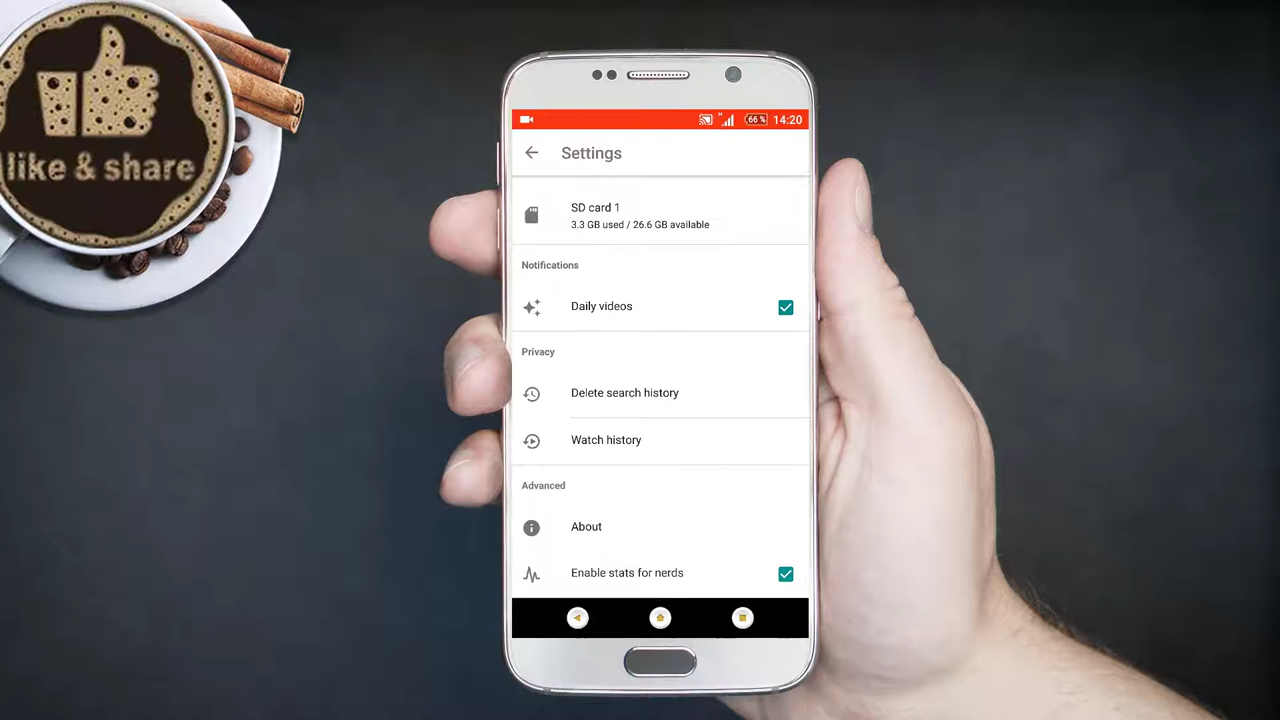 like & share
H
66 %
14:20
Settings
SD card 1
3.3 GB used / 26.6 GB available
Notifications
Daily videos
Privacy
Delete search history
Watch history
Advanced
About
Enable stats for nerds